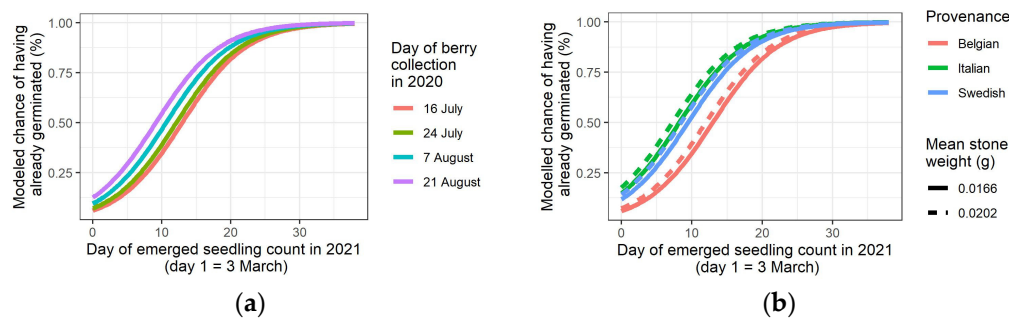 Modelled chance of having
already germinated (%)
1.00
0.75
0.50
0.25
0
10
20
30
Day of emerged seedling count in 2021
(day 1 = 3 March)
Day of berry
collection
in 2020
16 July
24 July
7 August
21 August
(a)
Modelled chance of having
already germinated (%)
1.00
0.75
0.50
0.25
0
10
20
30
Day of emerged seedling count in 2021
(day 1 = 3 March)
Provenance
Belgian
Italian
Swedish
Mean stone
weight (g)
0.0166
0.0202
(b)